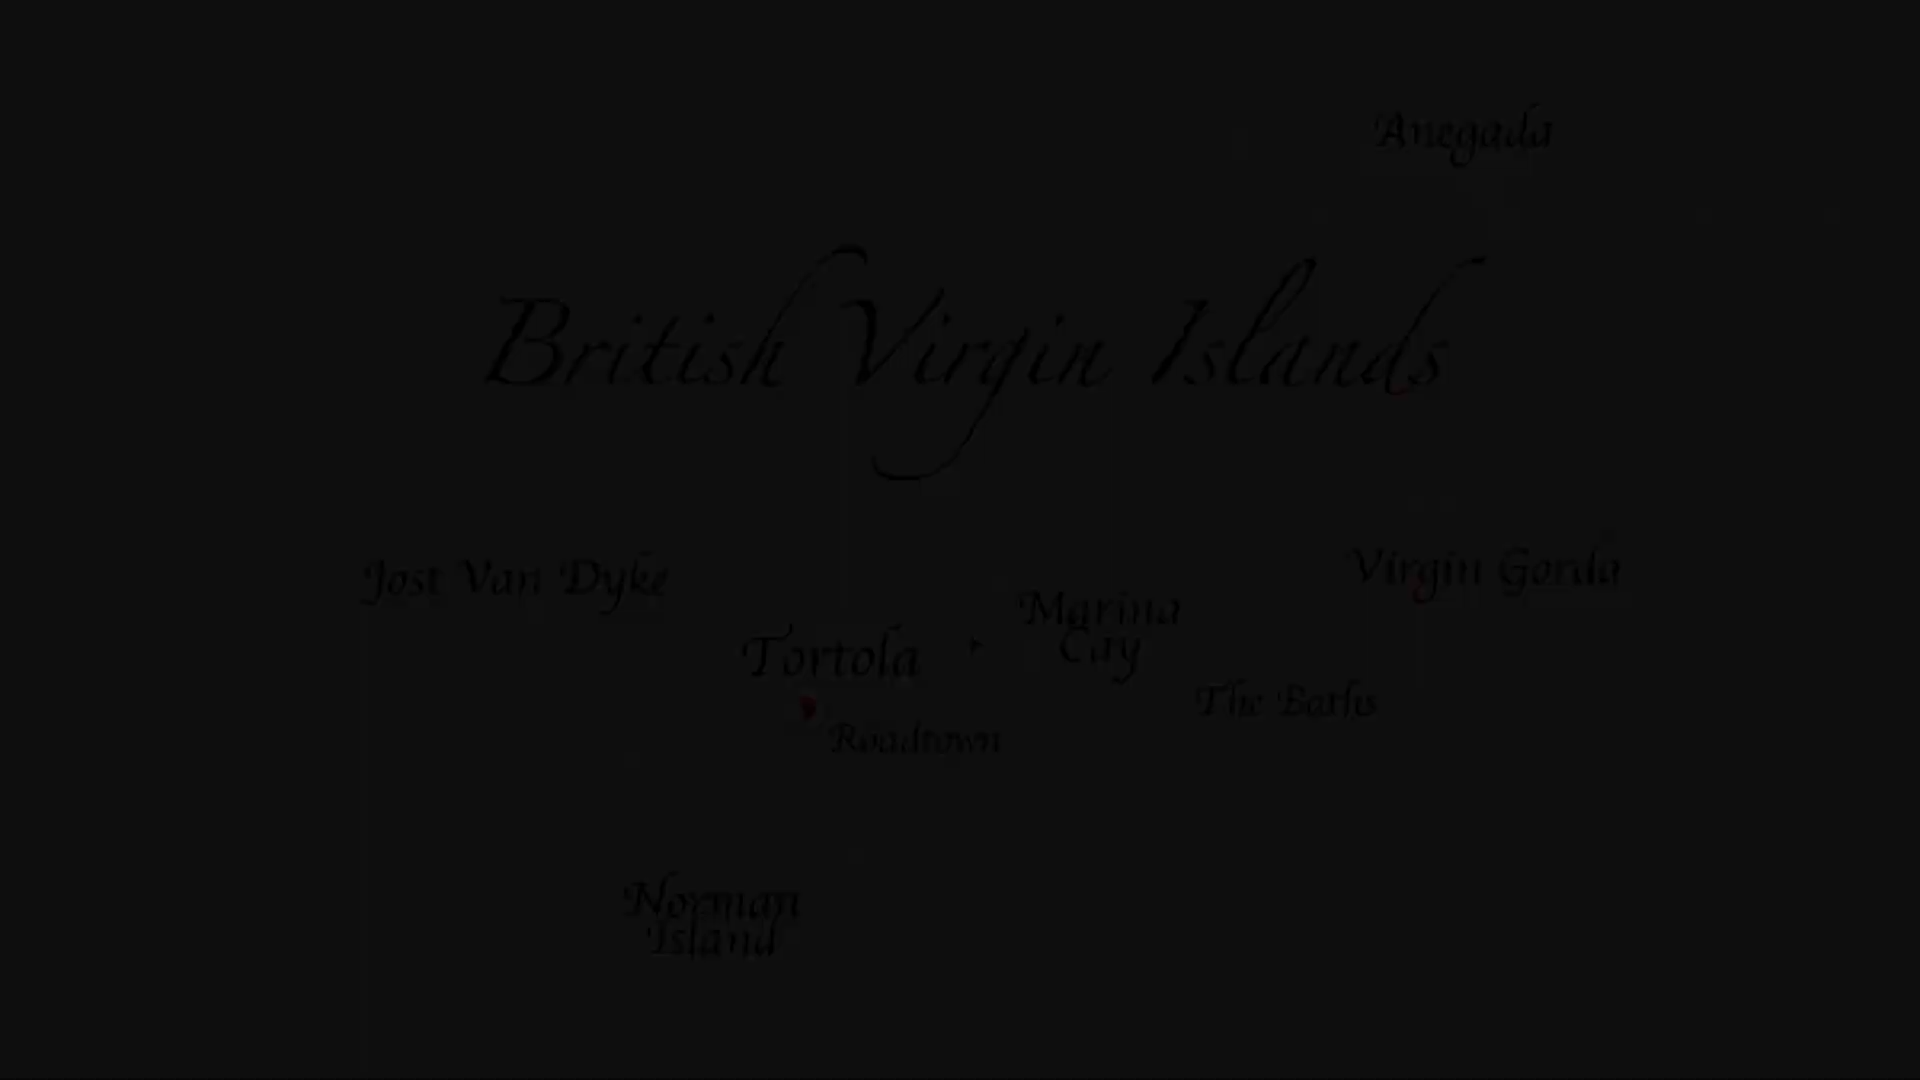 Anegada
British Virgin Islands
Jost Van Dyke
Virgin Gorda
Marina
Cay
Tortola
The Baths
Roadtown
Norman
Island